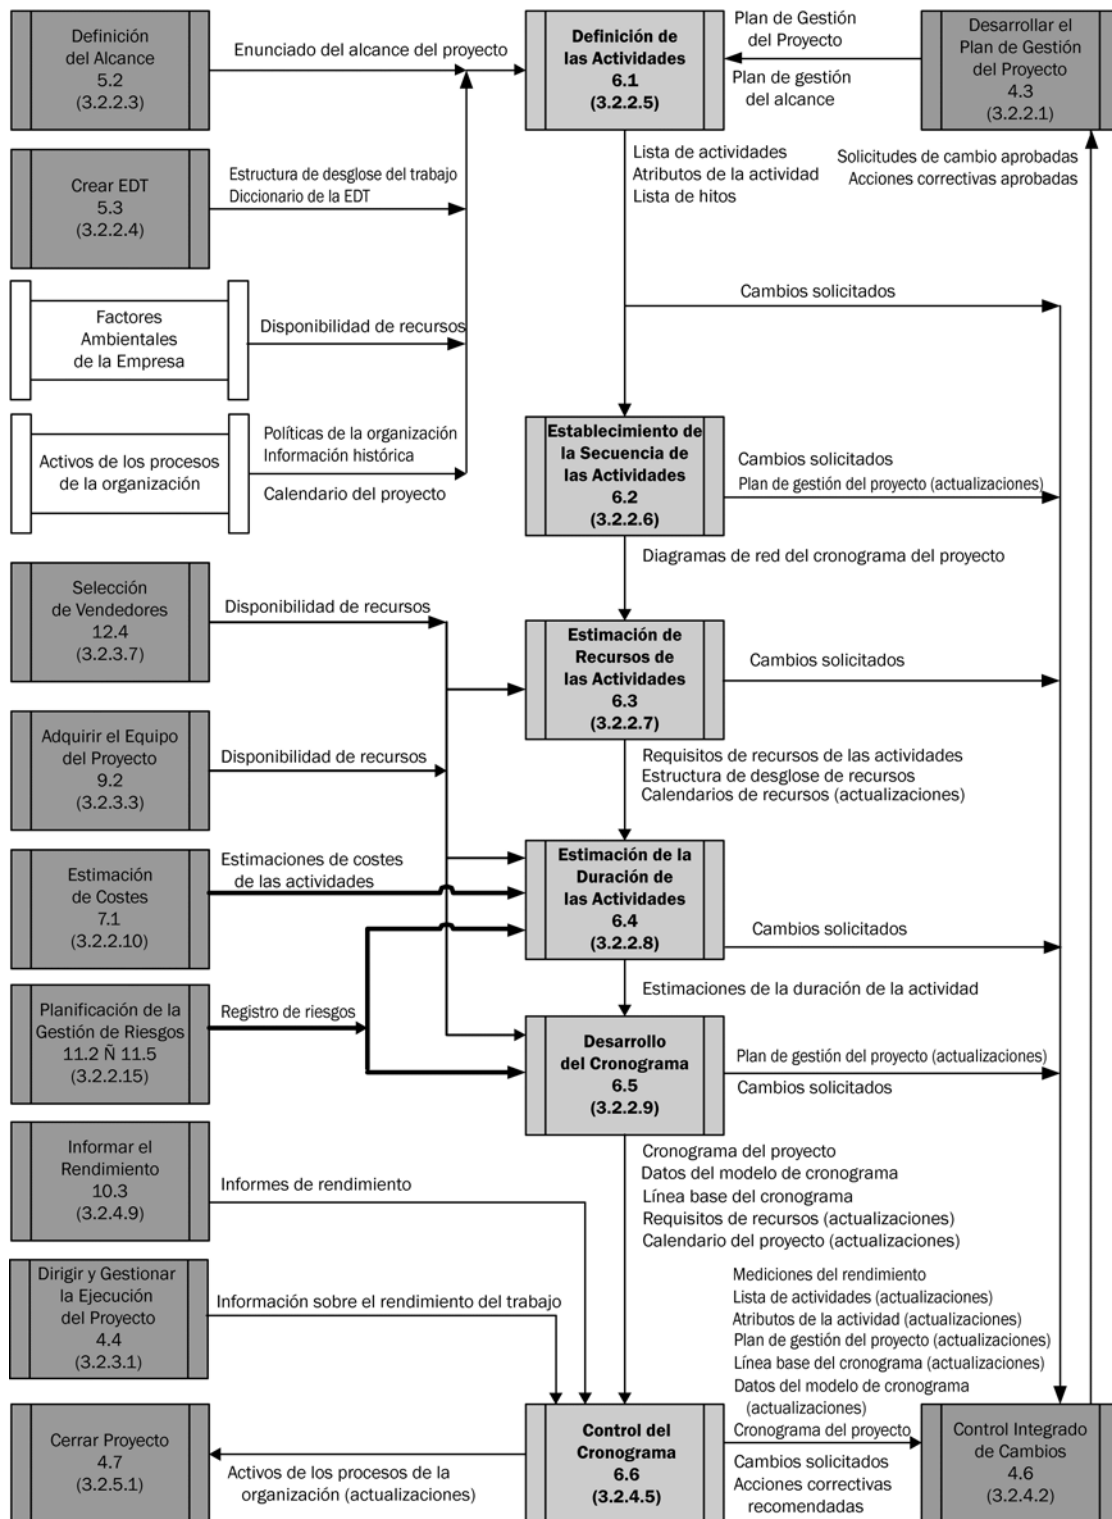 Definición
del Alcance
5.2
(3.2.2.3)
Enunciado del alcance del proyecto
Definición de
las Actividades
6.1
(3.2.2.5)
Plan de Gestión
del Proyecto
Plan de gestión
del alcance
Desarrollar el
Plan de Gestión
del Proyecto
4.3
(3.2.2.1)
Crear EDT
5.3
(3.2.2.4)
Estructura de desglose del trabajo
Diccionario de la EDT
Lista de actividades
Atributos de la actividad
Lista de hitos
Solicitudes de cambio aprobadas
Acciones correctivas aprobadas
Factores
Ambientales
de la Empresa
Disponibilidad de recursos
Cambios solicitados
Activos de los procesos
de la organización
Políticas de la organización
Información histórica
Calendario del proyecto
Establecimiento de
la Secuencia de
las Actividades
6.2
(3.2.2.6)
Cambios solicitados
Plan de gestión del proyecto (actualizaciones)
Diagramas de red del cronograma del proyecto
Selección
de Vendedores
12.4
(3.2.3.7)
Disponibilidad de recursos
Estimación de
Recursos de
las Actividades
6.3
(3.2.2.7)
Cambios solicitados
Adquirir el Equipo
del Proyecto
9.2
(3.2.3.3)
Disponibilidad de recursos
Requisitos de recursos de las actividades
Estructura de desglose de recursos
Calendarios de recursos (actualizaciones)
Estimación
de Costes
7.1
(3.2.2.10)
Estimaciones de costes
de las actividades
Estimación de la
Duración de
las Actividades
6.4
(3.2.2.8)
Cambios solicitados
Estimaciones de la duración de la actividad
Planificación de la
Gestión de Riesgos
11.2 Ñ 11.5
(3.2.2.15)
Registro de riesgos
Desarrollo
del Cronograma
6.5
(3.2.2.9)
Plan de gestión del proyecto (actualizaciones)
Cambios solicitados
Informar el
Rendimiento
10.3
(3.2.4.9)
Informes de rendimiento
Cronograma del proyecto
Datos del modelo de cronograma
Línea base del cronograma
Requisitos de recursos (actualizaciones)
Calendario del proyecto (actualizaciones)
Dirigir y Gestionar
la Ejecución
del Proyecto
4.4
(3.2.3.1)
Información sobre el rendimiento del trabajo
Mediciones del rendimiento
Lista de actividades (actualizaciones)
Atributos de la actividad (actualizaciones)
Plan de gestión del proyecto (actualizaciones)
Línea base del cronograma (actualizaciones)
Datos del modelo de cronograma
(actualizaciones)
Cronograma del proyecto
Cambios solicitados
Acciones correctivas
recomendadas
Cerrar Proyecto
4.7
(3.2.5.1)
Activos de los procesos de la
organización (actualizaciones)
Control del
Cronograma
6.6
(3.2.4.5)
Control Integrado
de Cambios
4.6
(3.2.4.2)